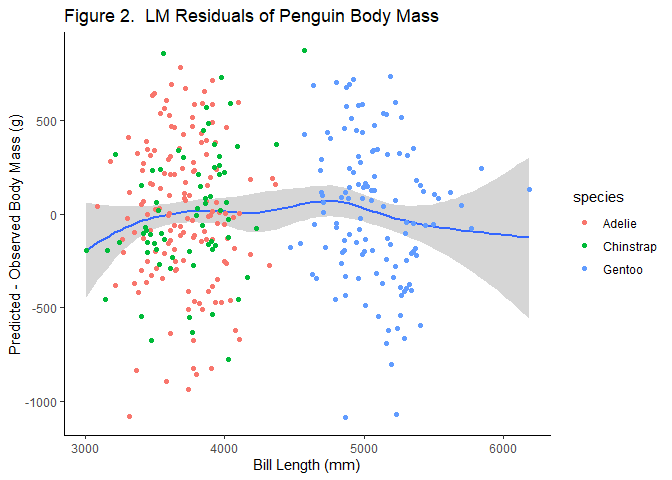 Figure 2.  LM Residuals of Penguin Body Mass
Predicted - Observed Body Mass (g)
500
0
-500
-1000
3000
4000
5000
6000
Bill Length (mm)
species
Adelie
Chinstrap
Gentoo